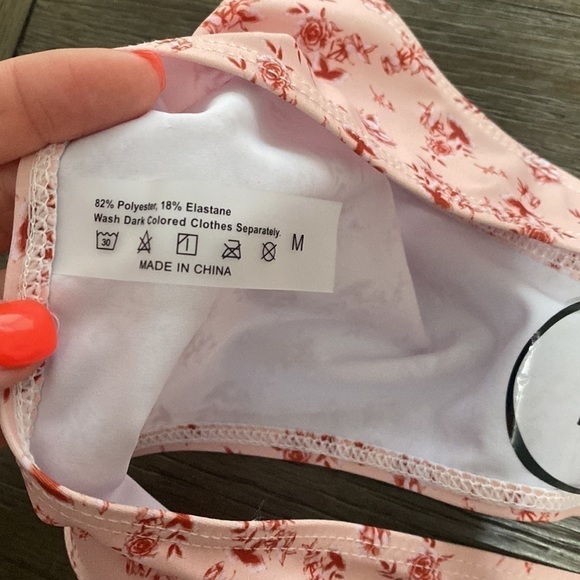 82% Polyester, 18% Elastane
Wash Dark Colored Clothes Separately.
30 M
MADE IN CHINA